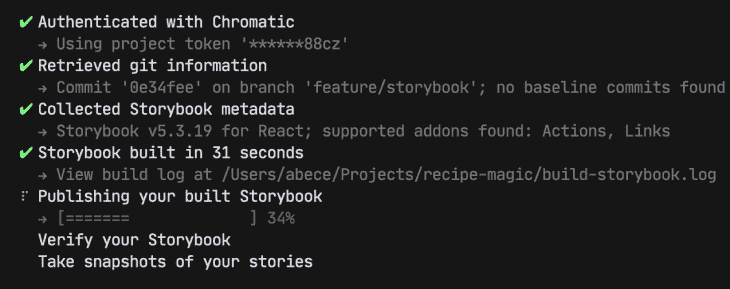 ✔ Authenticated with Chromatic
→ Using project token '******88cz'
✔ Retrieved git information
→ Commit '0e34fee' on branch 'feature/storybook'; no baseline commits found
✔ Collected Storybook metadata
→ Storybook v5.3.19 for React; supported addons found: Actions, Links
✔ Storybook built in 31 seconds
→ View build log at /Users/abece/Projects/recipe-magic/build-storybook.log
⠏ Publishing your built Storybook
→ [=======             ] 34%
Verify your Storybook
Take snapshots of your stories